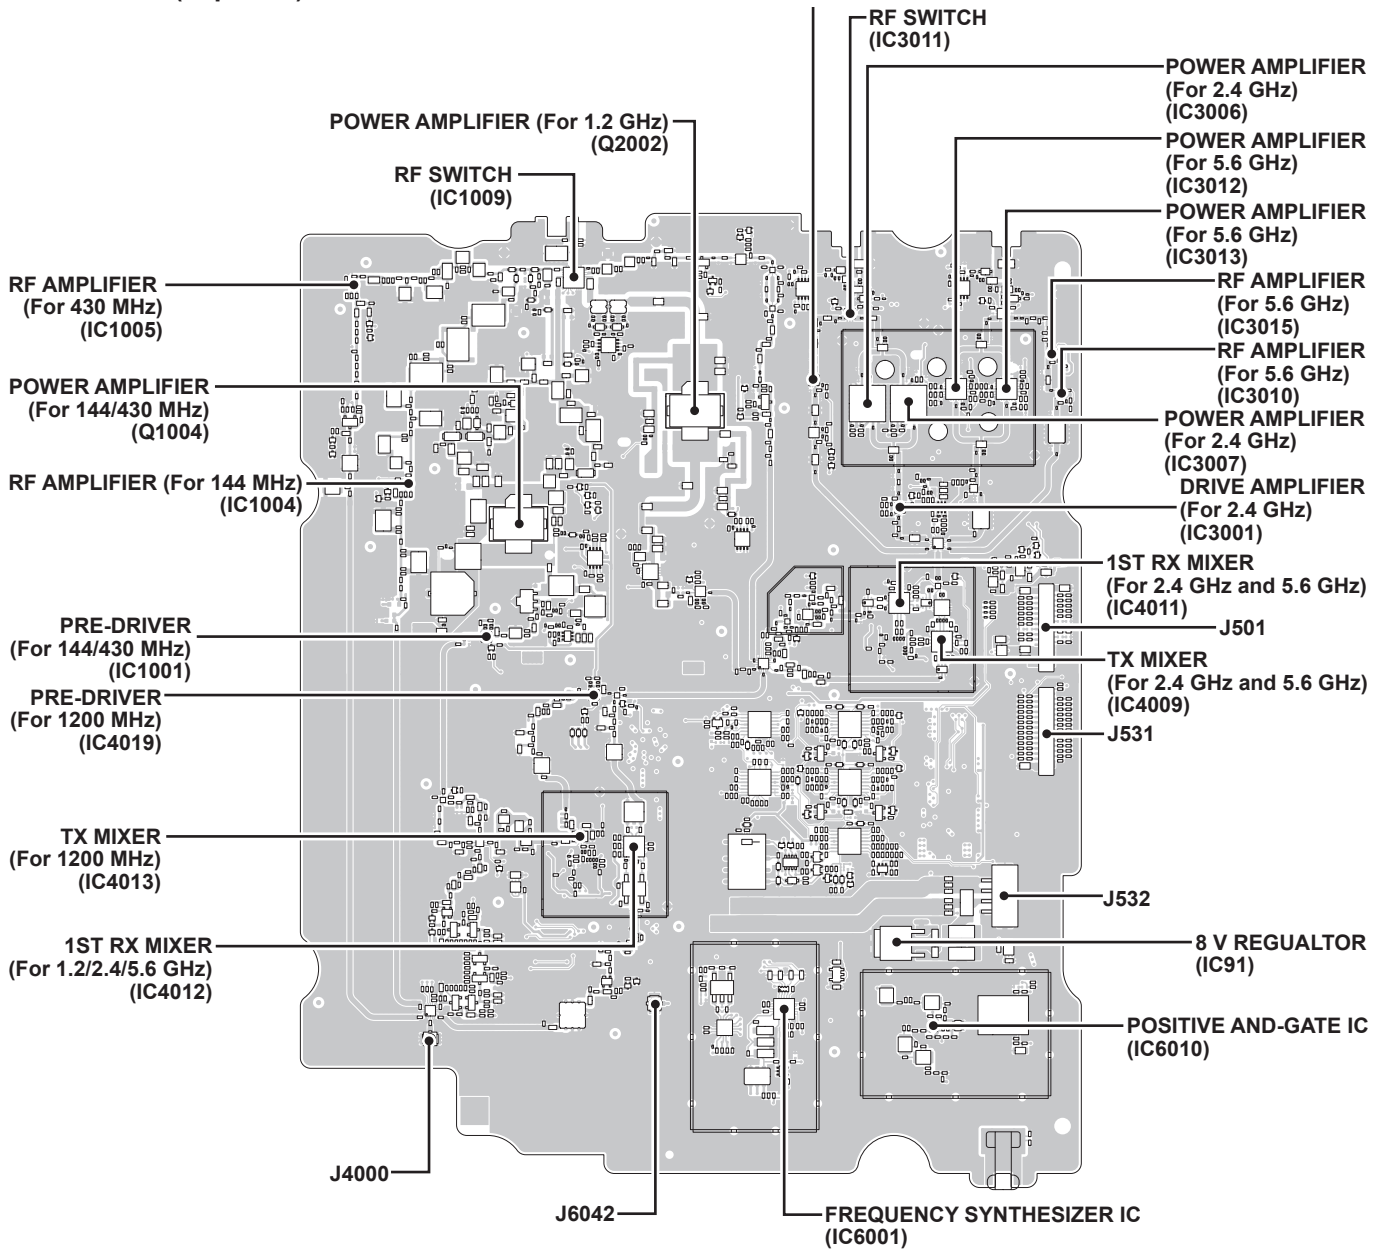 RF SWITCH
(IC3011)
POWER AMPLIFIER
(For 2.4 GHz)
(IC3006)
POWER AMPLIFIER
(For 5.6 GHz)
(IC3012)
POWER AMPLIFIER
(For 5.6 GHz)
(IC3013)
RF AMPLIFIER
(For 5.6 GHz)
(IC3015)
RF AMPLIFIER
(For 5.6 GHz)
(IC3010)
POWER AMPLIFIER
(For 2.4 GHz)
(IC3007)
DRIVE AMPLIFIER
(For 2.4 GHz)
(IC3001)
1ST RX MIXER
(For 2.4 GHz and 5.6 GHz)
(IC4011)
J501
TX MIXER
(For 2.4 GHz and 5.6 GHz)
(IC4009)
J531
J532
8 V REGUALTOR
(IC91)
POSITIVE AND-GATE IC
(IC6010)
FREQUENCY SYNTHESIZER IC
(IC6001)
POWER AMPLIFIER (For 1.2 GHz)
(Q2002)
RF SWITCH
(IC1009)
RF AMPLIFIER
(For 430 MHz)
(IC1005)
POWER AMPLIFIER
(For 144/430 MHz)
(Q1004)
RF AMPLIFIER (For 144 MHz)
(IC1004)
PRE-DRIVER
(For 144/430 MHz)
(IC1001)
PRE-DRIVER
(For 1200 MHz)
(IC4019)
TX MIXER
(For 1200 MHz)
(IC4013)
1ST RX MIXER
(For 1.2/2.4/5.6 GHz)
(IC4012)
J4000
J6042